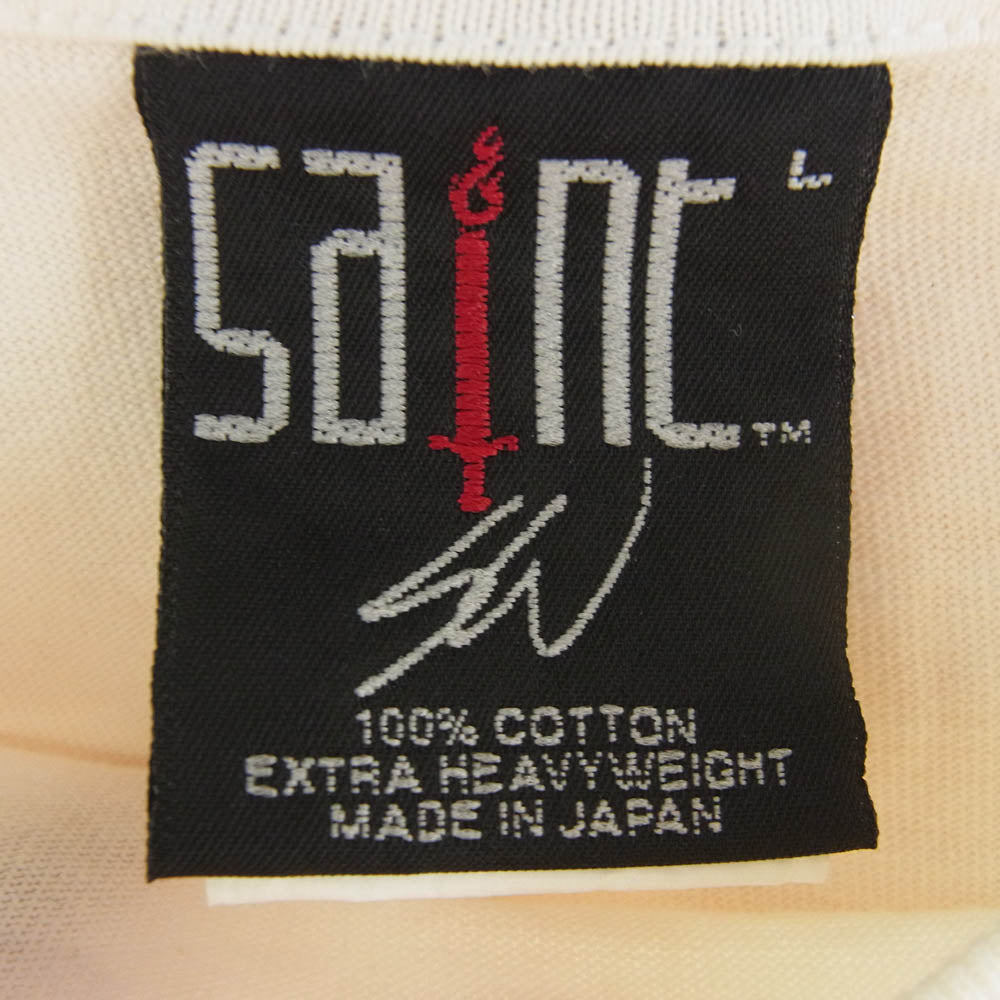 saint L
TM
100% COTTON
EXTRA HEAVYWEIGHT
MADE IN JAPAN